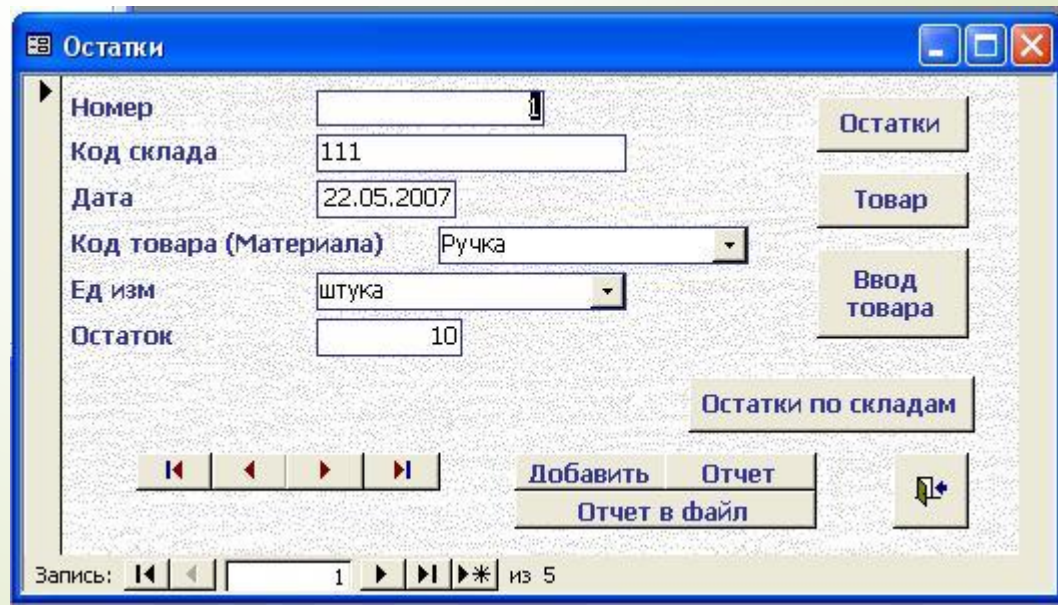 Остатки
Номер 1
Остатки
Код склада 111
Дата 22.05.2007
Товар
Код товара (Материала) Ручка
Ед изм штука
Ввод
товара
Остаток 10
Остатки по складам
Добавить Отчет
Отчет в файл
Запись: 1 из 5